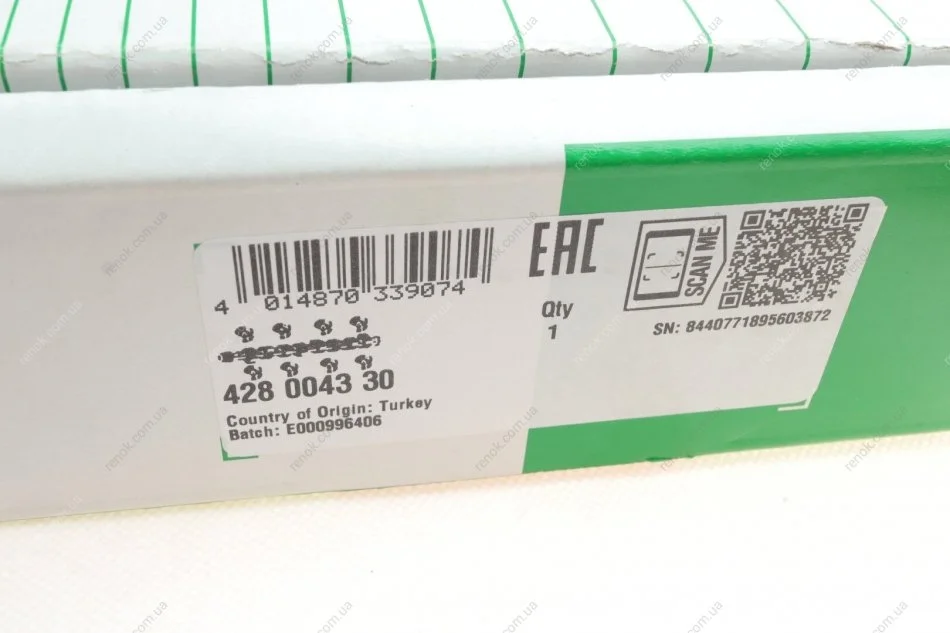 4 014870 339074
EAC
SCAN ME
Qty
1
SN: 8440771895603872
428 0043 30
Country of Origin: Turkey
Batch: E000996406
renok.com.ua